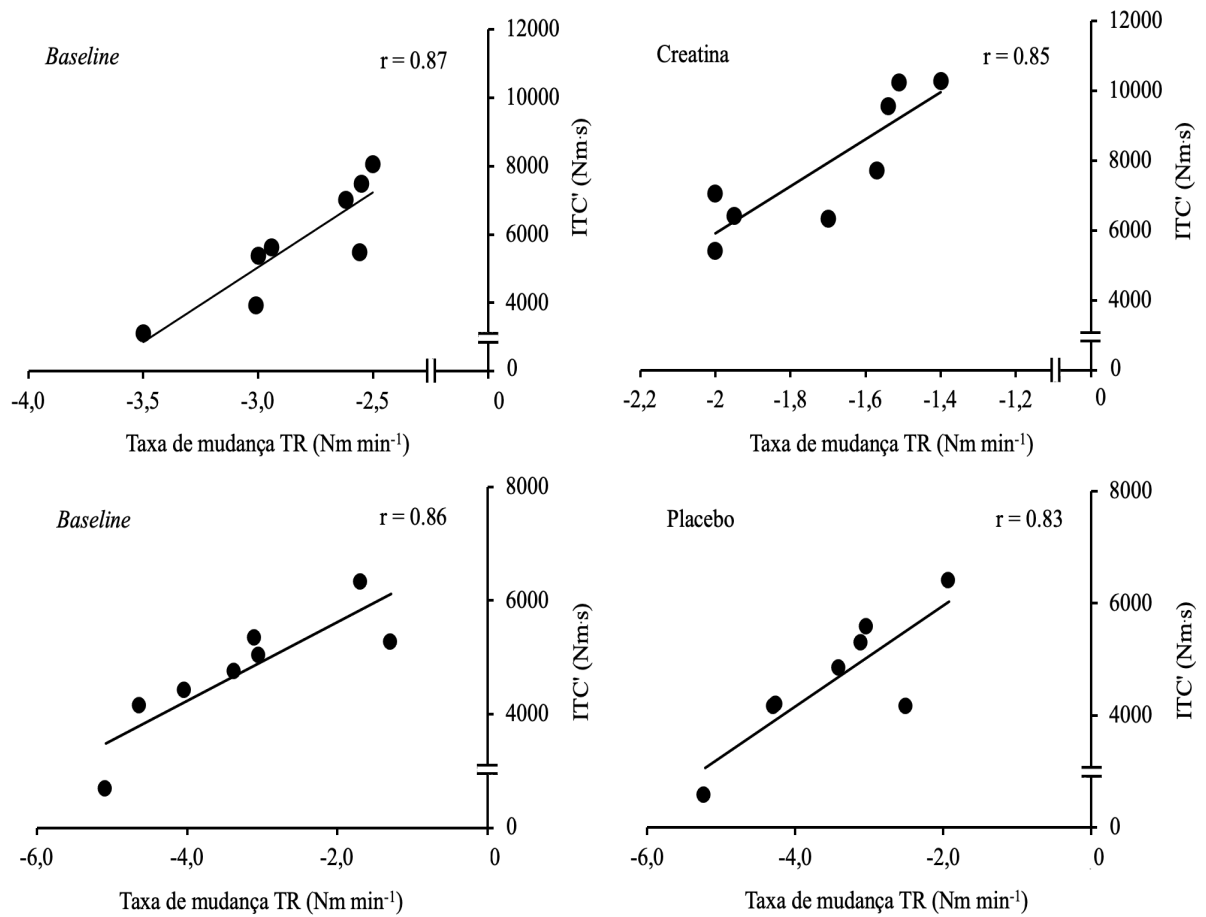 Baseline
r = 0.87
12000
10000
8000
6000
4000
0
ITC' (Nm·s)
-4,0
-3,5
-3,0
-2,5
0
Taxa de mudança TR (Nm min-1)
Creatina
r = 0.85
12000
10000
8000
6000
4000
0
ITC' (Nm·s)
-2,2
-2
-1,8
-1,6
-1,4
-1,2
0
Taxa de mudança TR (Nm min-1)
Baseline
r = 0.86
8000
6000
4000
0
ITC' (Nm·s)
-6,0
-4,0
-2,0
0
Taxa de mudança TR (Nm min-1)
Placebo
r = 0.83
8000
6000
4000
0
ITC' (Nm·s)
-6,0
-4,0
-2,0
0
Taxa de mudança TR (Nm min-1)